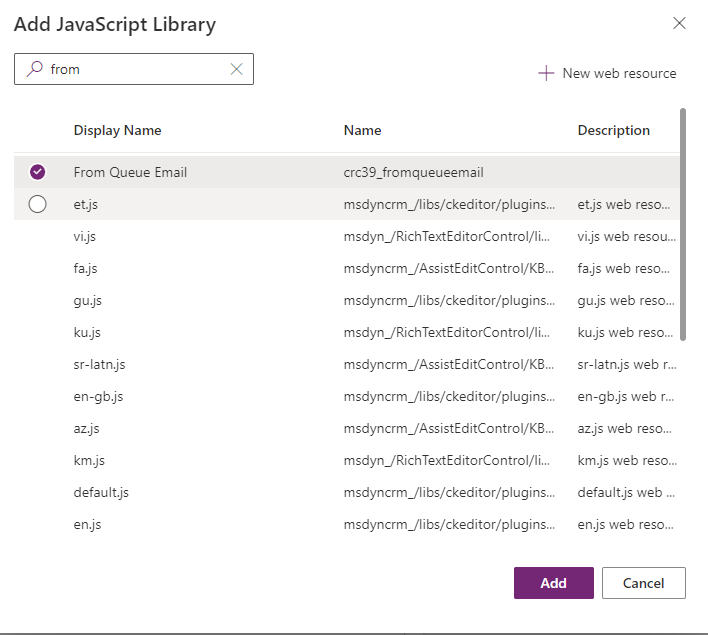 Add JavaScript Library
from
New web resource
Display Name Name Description
From Queue Email crc39_fromqueueemail
et.js msdyncrm_/libs/ckeditor/plugins... et.js web reso...
vi.js msdyn_/RichTextEditorControl/li... vi.js web resou...
fa.js msdyncrm_/AssistEditControl/KB... fa.js web reso...
gu.js msdyncrm_/libs/ckeditor/plugins... gu.js web reso...
ku.js msdyn_/RichTextEditorControl/li... ku.js web reso...
sr-latn.js msdyncrm_/AssistEditControl/KB... sr-latn.js web r...
en-gb.js msdyncrm_/libs/ckeditor/plugins... en-gb.js web r...
az.js msdyncrm_/AssistEditControl/KB... az.js web reso...
km.js msdyn_/RichTextEditorControl/li... km.js web reso...
default.js msdyncrm_/libs/ckeditor/plugins... default.js web ...
en.js msdyncrm_/libs/ckeditor/plugins... en.js web reso...
Add Cancel